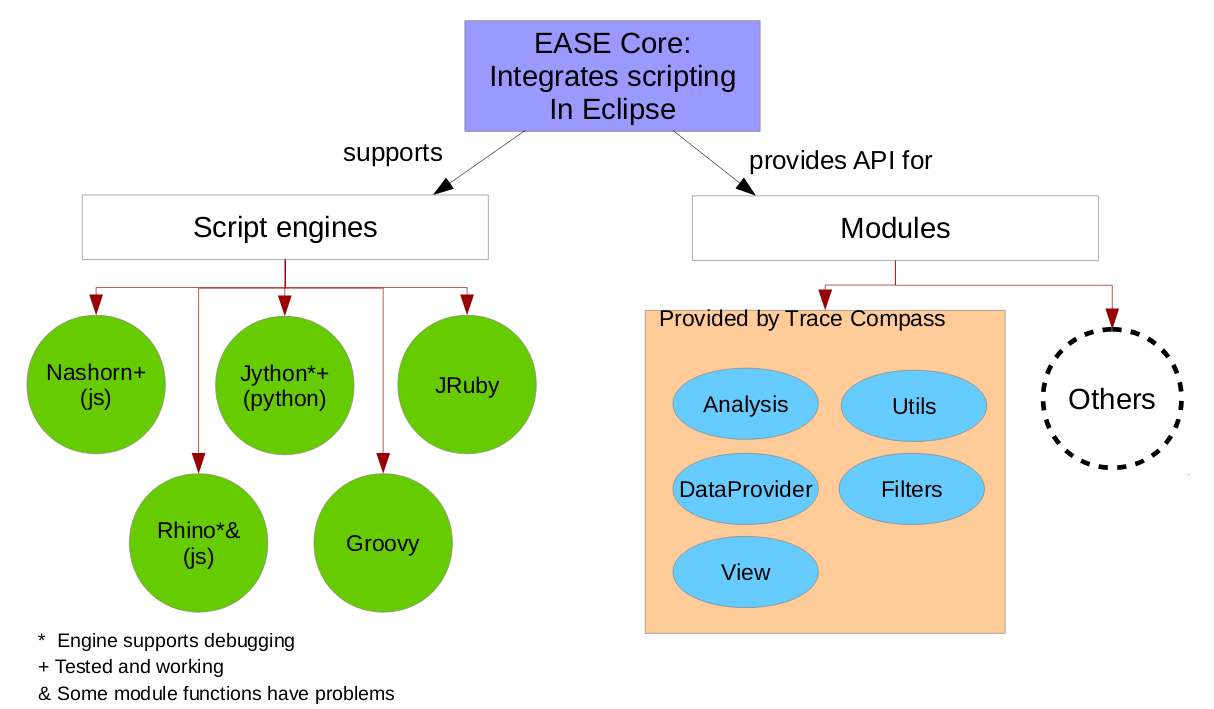 EASE Core:
Integrates scripting
In Eclipse
supports
provides API for
Script engines
Modules
Nashorn+
(js)
Jython*+
(python)
JRuby
Rhino*&
(js)
Groovy
Provided by Trace Compass
Analysis
Utils
DataProvider
Filters
View
Others
* Engine supports debugging
+ Tested and working
& Some module functions have problems